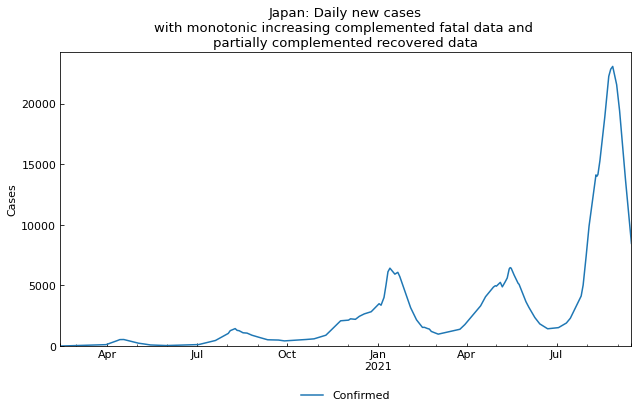 Japan: Daily new cases
with monotonic increasing complemented fatal data and
partially complemented recovered data
Cases
20000
15000
10000
5000
0
Apr
Jul
Oct
Jan
2021
Apr
Jul
Confirmed